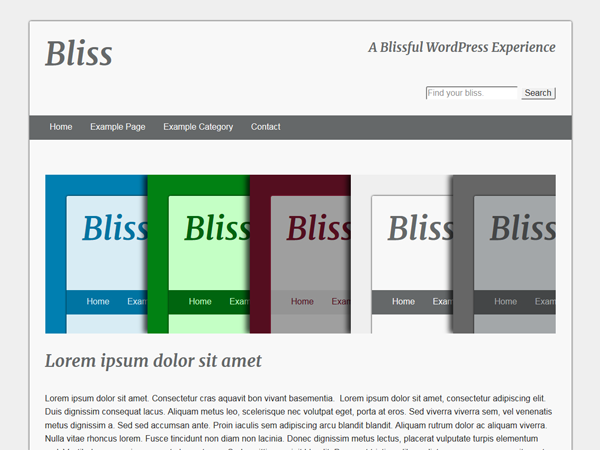 Bliss
A Blissful WordPress Experience
Find your bliss. Search
Home Example Page Example Category Contact
Bliss Bliss Bliss Bliss Bliss
Home Exam Home Exam Home Exam Home Exam Home Exam
Lorem ipsum dolor sit amet
Lorem ipsum dolor sit amet. Consectetur cras aquavit bon vivant basementia. Lorem ipsum dolor sit amet, consectetur adipiscing elit.
Duis dignissim consequat lacus. Aliquam metus leo, scelerisque nec volutpat eget, porta at eros. Sed viverra viverra sem, vel venenatis
metus dignissim a. Sed sed accumsan ante. Proin iaculis sem adipiscing arcu blandit blandit. Aliquam rutrum dolor ac aliquam viverra.
Nulla vitae rhoncus lorem. Fusce tincidunt non diam non lacinia. Donec dignissim metus lectus, placerat vulputate turpis elementum